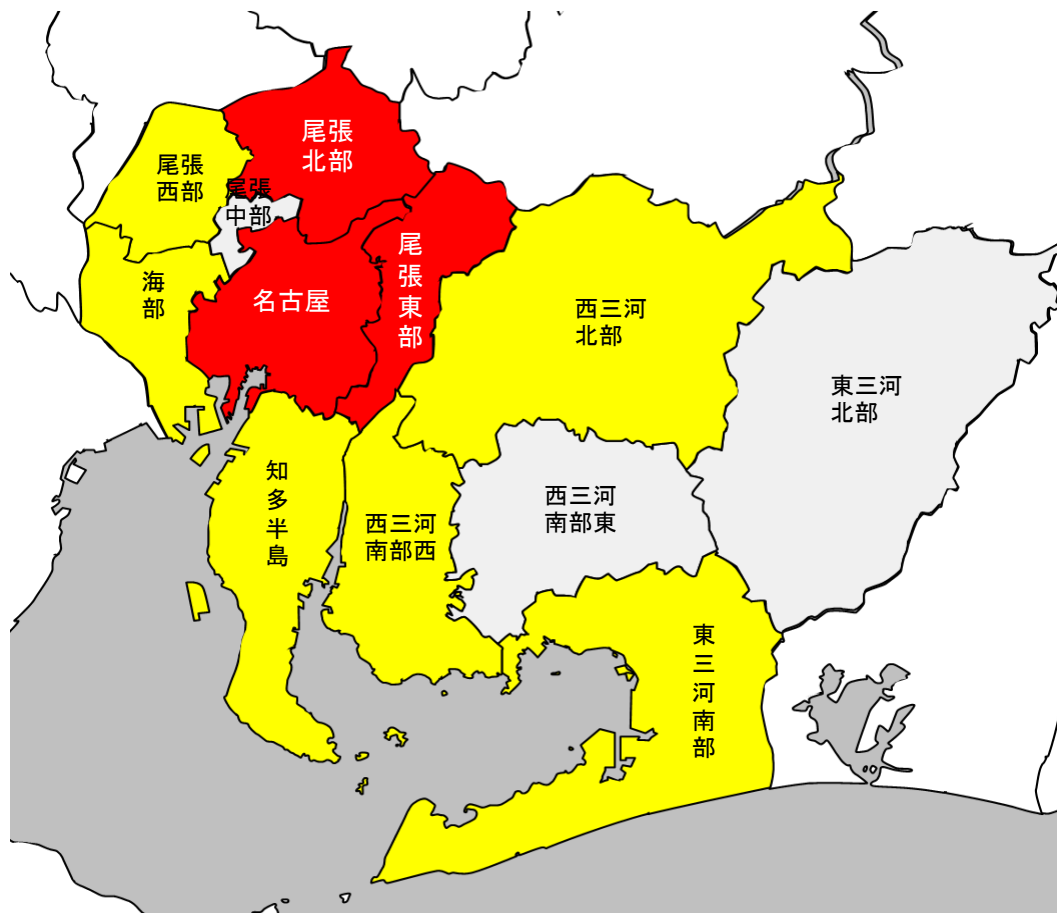 尾張
北部
尾張
西部
尾張
中部
海部
名古屋
尾張東部
西三河
北部
東三河
北部
知多半島
西三河
南部西
西三河
南部東
東三河南部